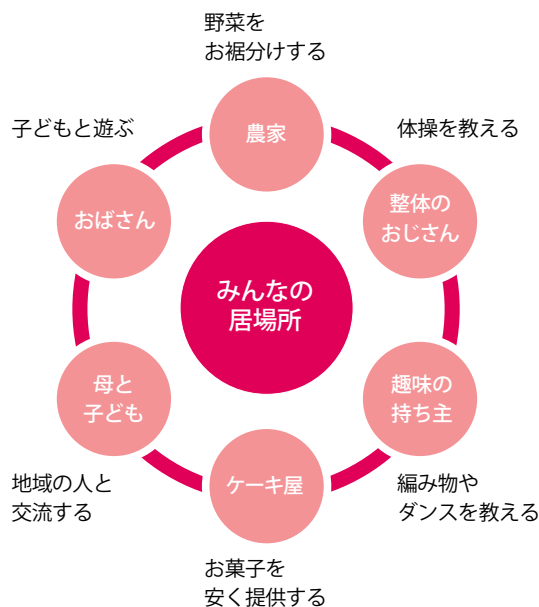 野菜を
お裾分けする
農家
子どもと遊ぶ
おばさん
体操を教える
整体の
おじさん
みんなの
居場所
母と
子ども
地域の人と
交流する
趣味の
持ち主
編み物や
ダンスを教える
ケーキ屋
お菓子を
安く提供する